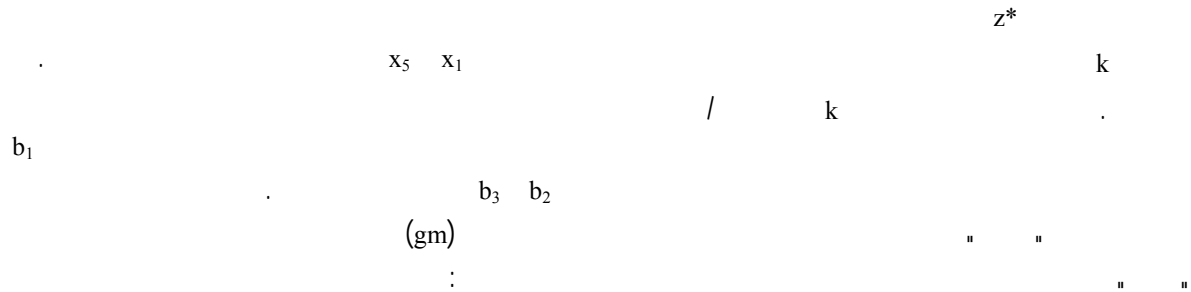 z*
. x₅ x₁ k
/ k .
b₁
. b₃ b₂
(gm) " "
: " "